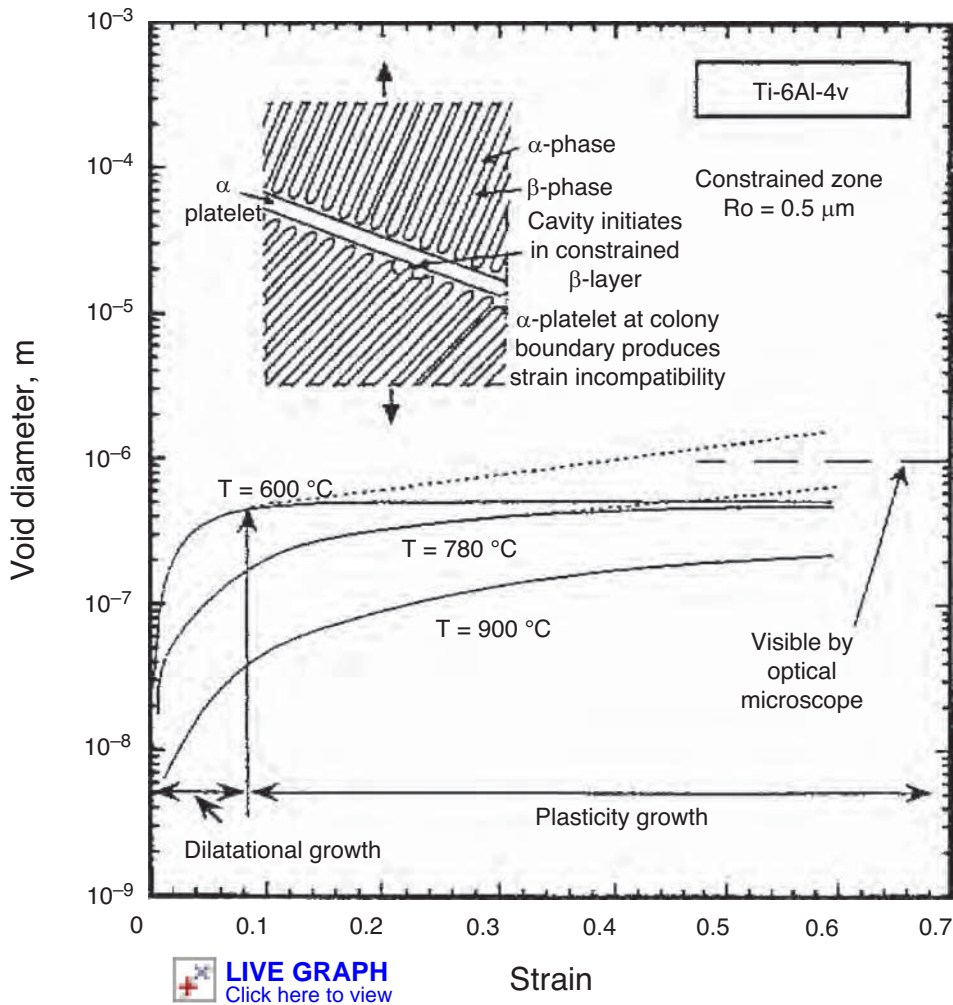 10–3
10–4
10–5
10–6
10–7
10–8
10–9
Void diameter, m
Ti-6Al-4v
Constrained zone
Ro = 0.5 μm
α
platelet
α-phase
β-phase
Cavity initiates
in constrained
β-layer
α-platelet at colony
boundary produces
strain incompatibility
T = 600 °C
T = 780 °C
T = 900 °C
Visible by
optical
microscope
Dilatational growth
Plasticity growth
0 0.1 0.2 0.3 0.4 0.5 0.6 0.7
Strain
LIVE GRAPH
Click here to view